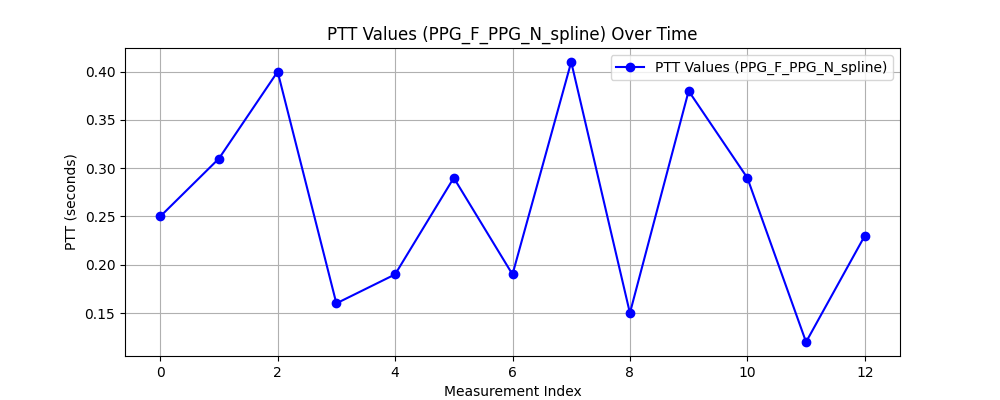 PTT Values (PPG_F_PPG_N_spline) Over Time
PTT Values (PPG_F_PPG_N_spline)
PTT (seconds)
0.40
0.35
0.30
0.25
0.20
0.15
0 2 4 6 8 10 12
Measurement Index